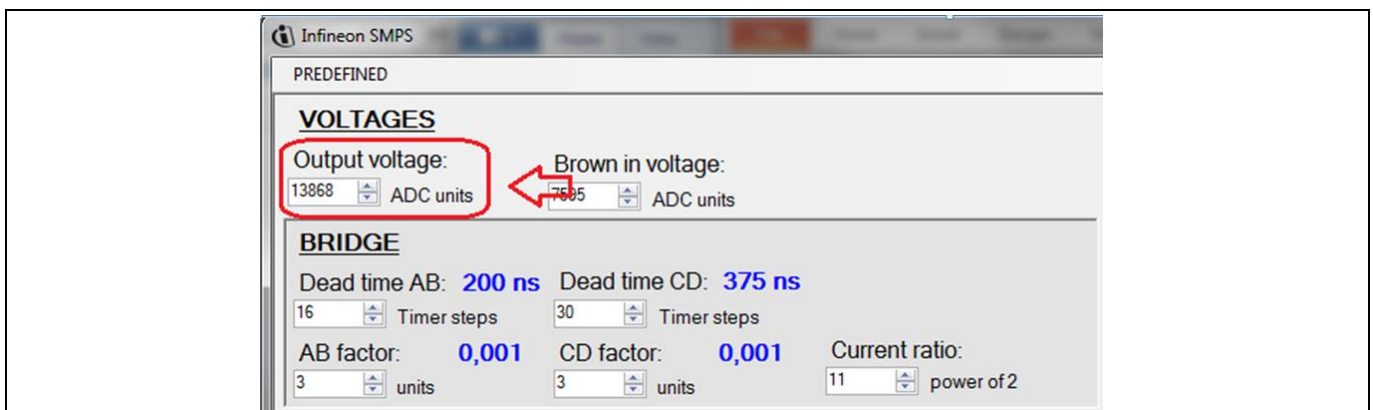 Infineon SMPS
PREDEFINED
VOLTAGES
Output voltage: Brown in voltage:
13868 ADC units ADC units
BRIDGE
Dead time AB: 200 ns Dead time CD: 375 ns
16 Timer steps 30 Timer steps
AB factor: 0,001 CD factor: 0,001 Current ratio:
3 units 3 units 11 power of 2